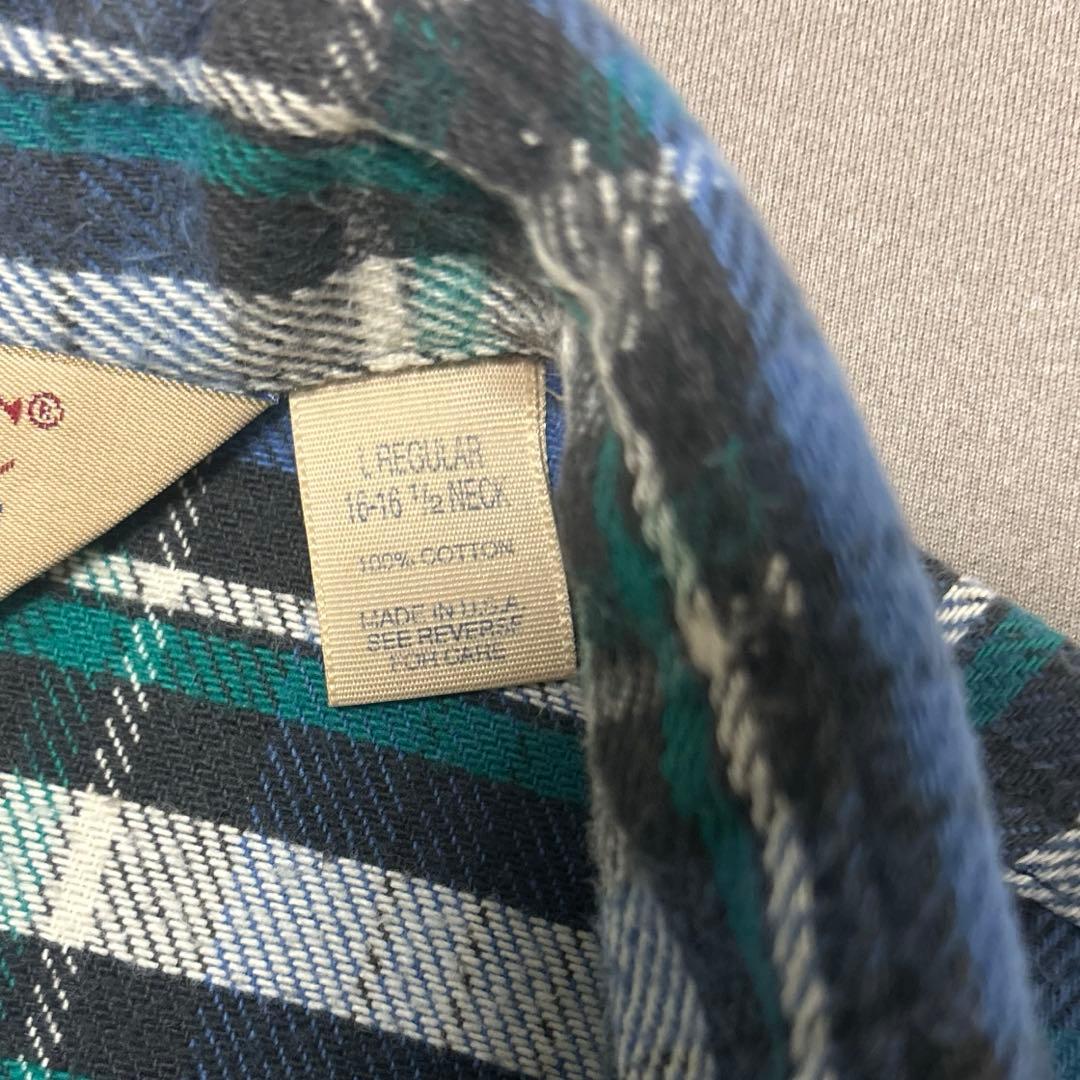 N®
L REGULAR
16-16 1/2 NECK
100% COTTON
MADE IN U.S.A.
SEE REVERSE
FOR CARE